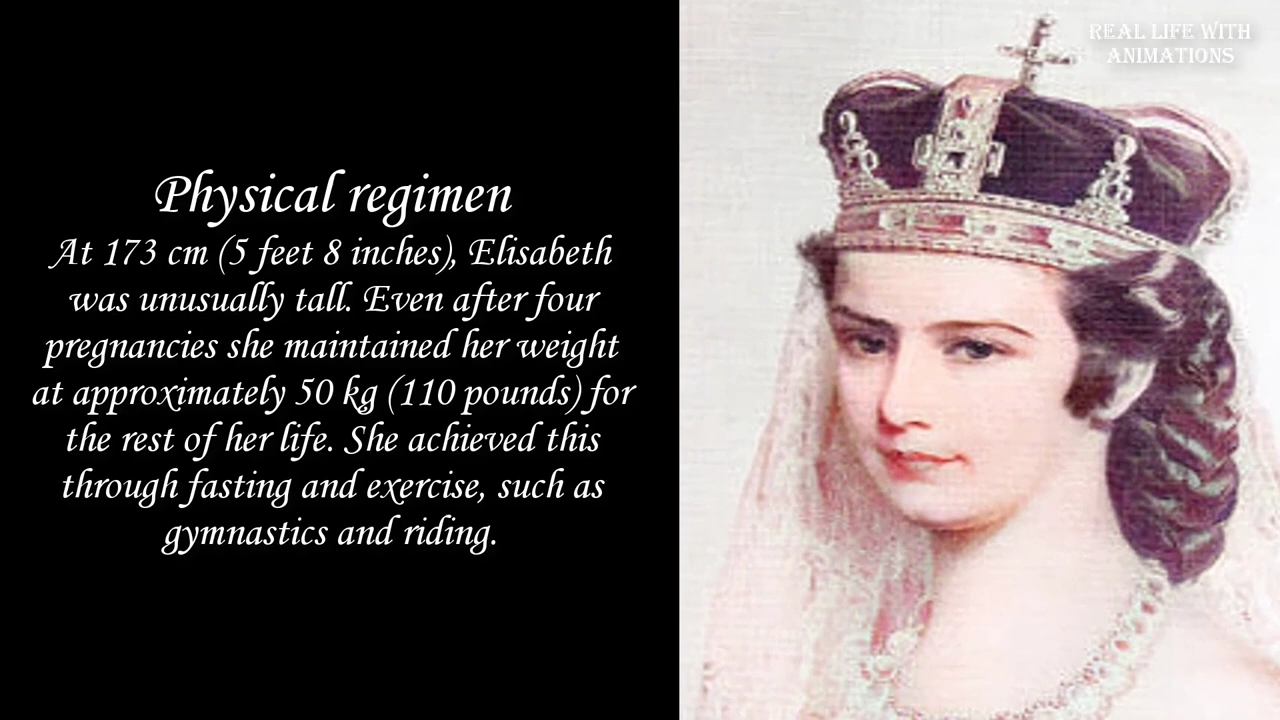 Physical regimen
At 173 cm (5 feet 8 inches), Elisabeth
was unusually tall. Even after four
pregnancies she maintained her weight
at approximately 50 kg (110 pounds) for
the rest of her life. She achieved this
through fasting and exercise, such as
gymnastics and riding.
REAL LIFE WITH
ANIMATIONS